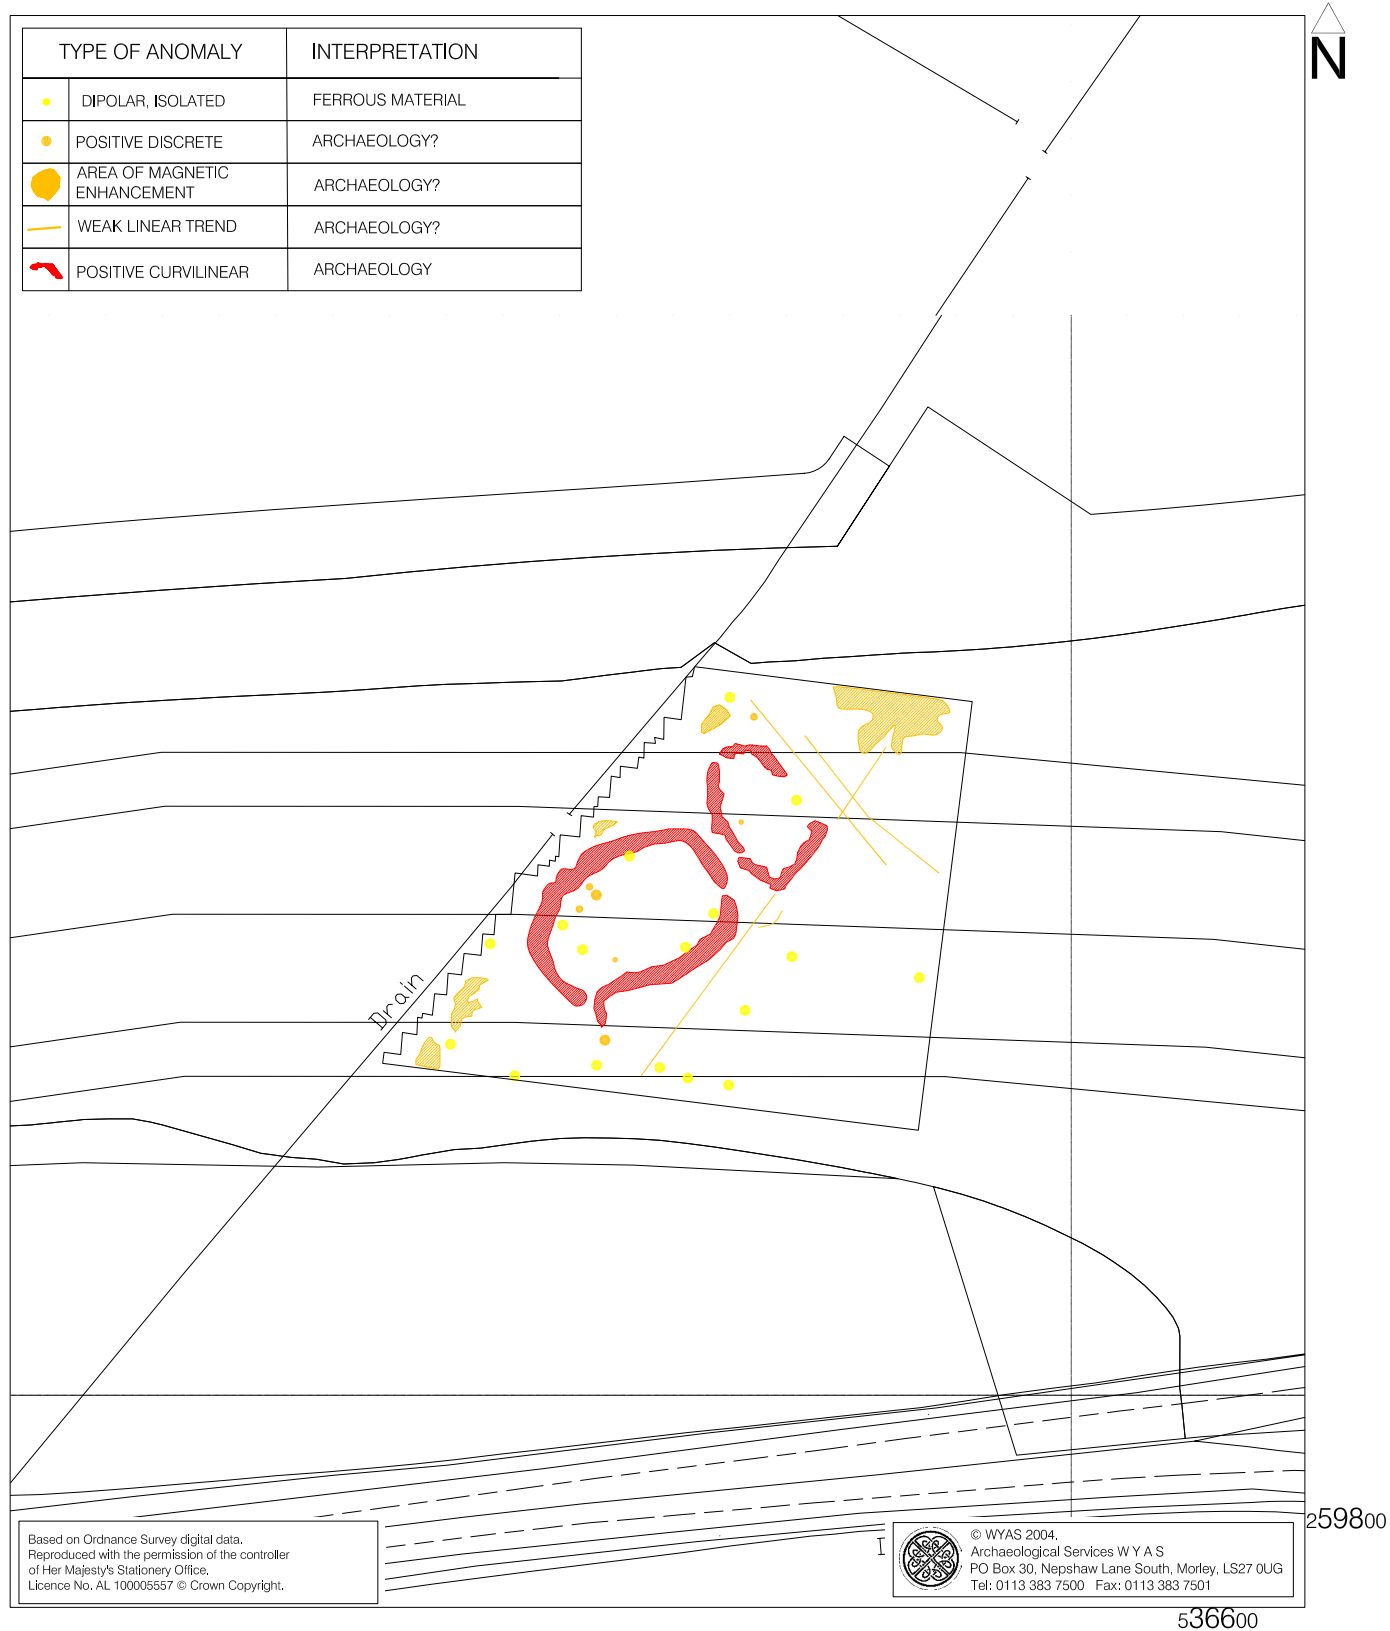 N
TYPE OF ANOMALY INTERPRETATION
DIPOLAR, ISOLATED FERROUS MATERIAL
POSITIVE DISCRETE ARCHAEOLOGY?
AREA OF MAGNETIC
ENHANCEMENT ARCHAEOLOGY?
WEAK LINEAR TREND ARCHAEOLOGY?
POSITIVE CURVILINEAR ARCHAEOLOGY
Drain
259800
Based on Ordnance Survey digital data.
Reproduced with the permission of the controller
of Her Majesty's Stationery Office.
Licence No. AL 100005557 © Crown Copyright.
© WYAS 2004.
Archaeological Services W Y A S
PO Box 30, Nepshaw Lane South, Morley, LS27 0UG
Tel: 0113 383 7500 Fax: 0113 383 7501
536600